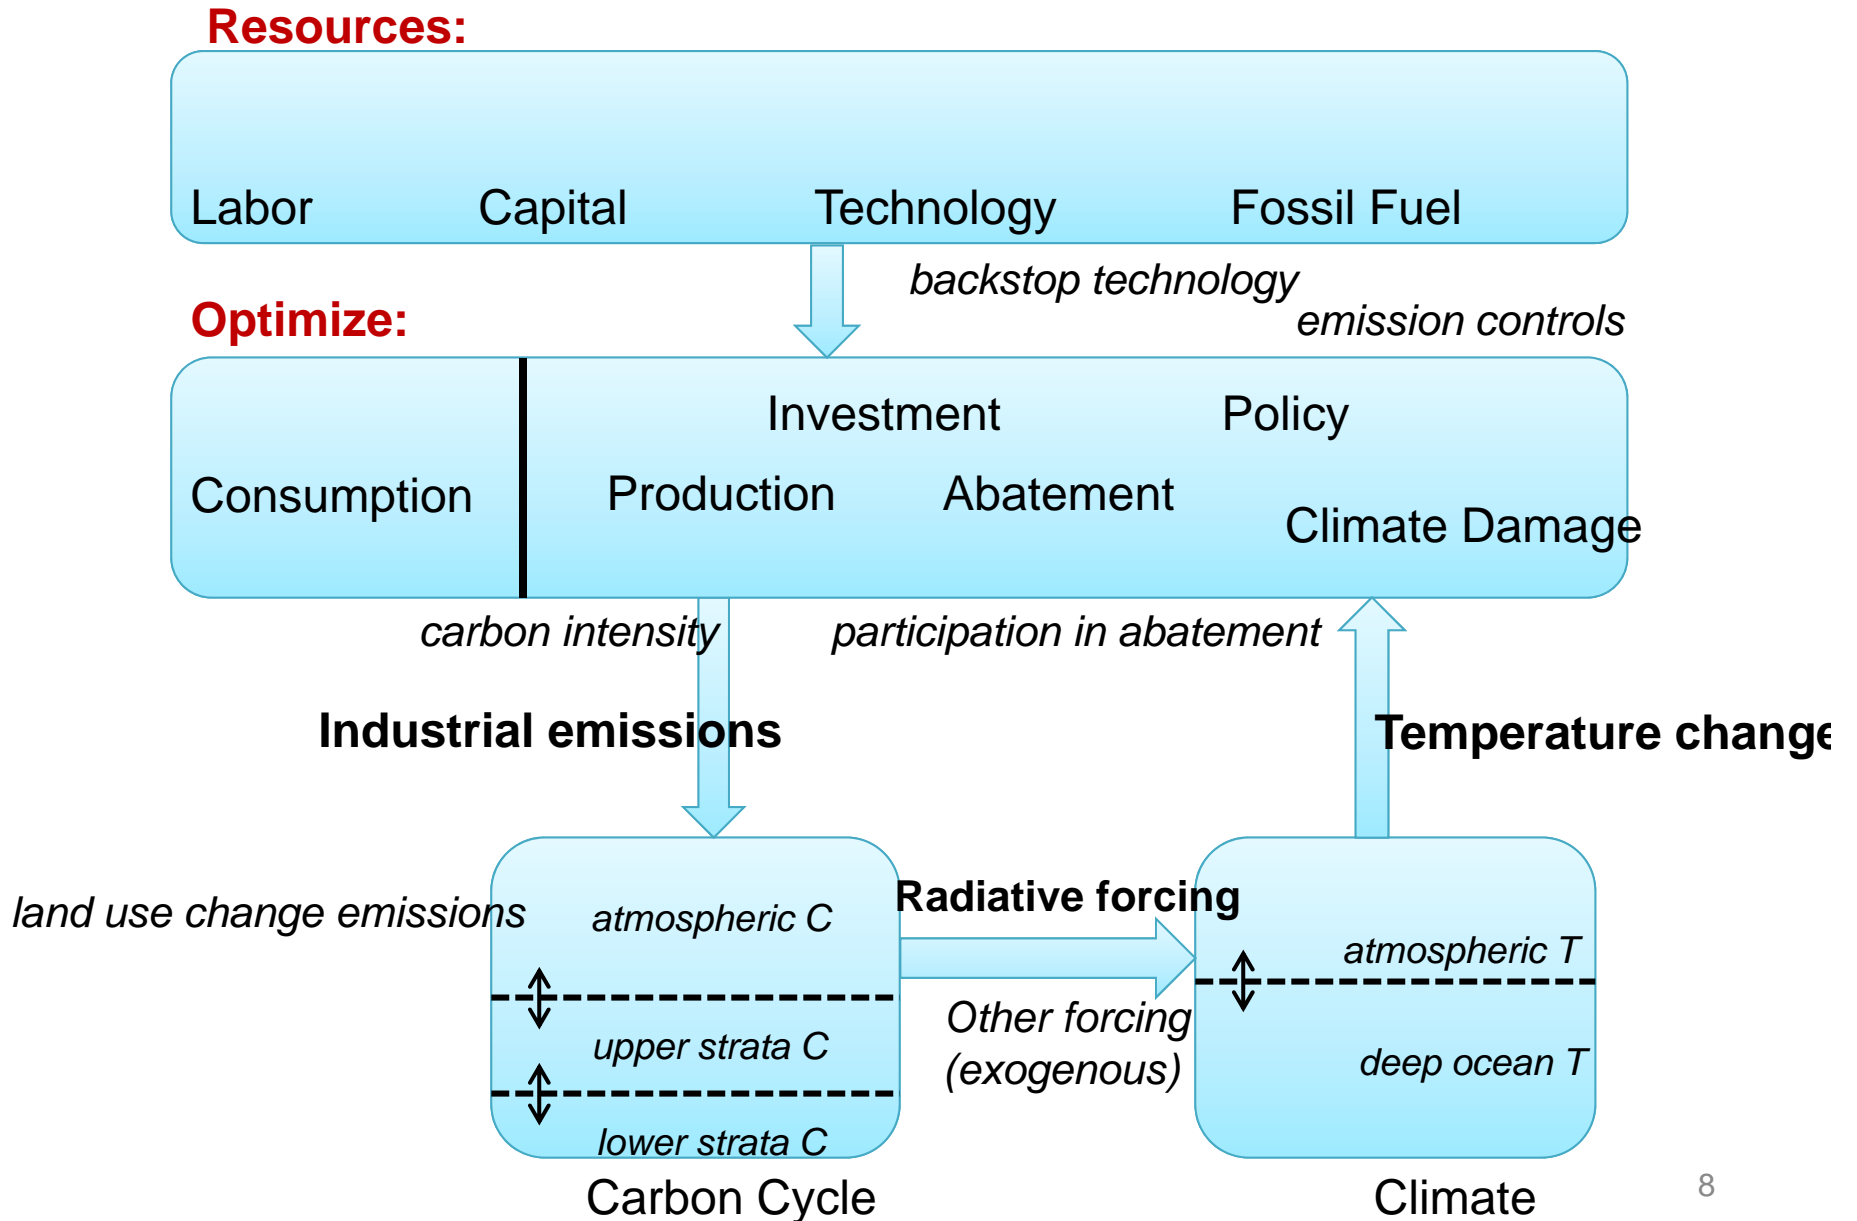 Resources:
Labor Capital Technology Fossil Fuel
backstop technology
emission controls
Optimize:
Investment Policy
Consumption Production Abatement
Climate Damage
carbon intensity participation in abatement
Industrial emissions Temperature change
land use change emissions atmospheric C Radiative forcing
atmospheric T
Other forcing
(exogenous)
upper strata C
deep ocean T
lower strata C
Carbon Cycle Climate
8